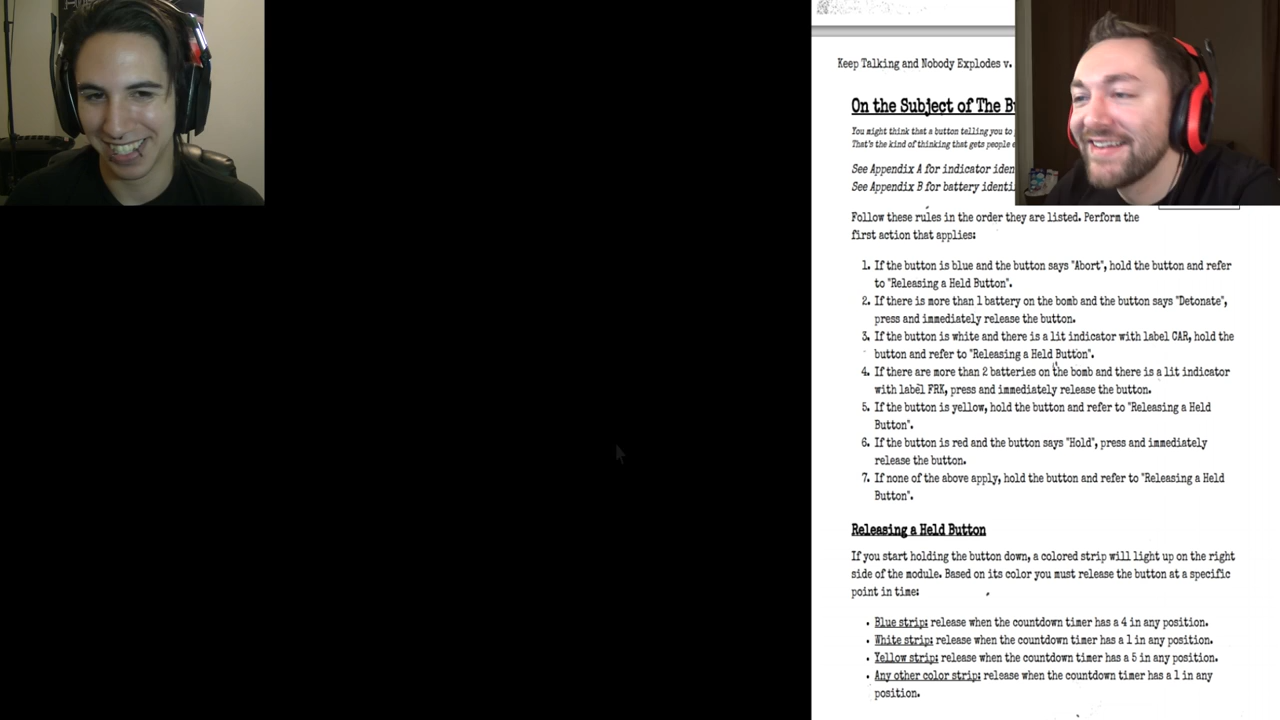 Keep Talking and Nobody Explodes v.
On the Subject of The
You might think that a button telling you to
That's the kind of thinking that gets people
See Appendix A for indicator
See Appendix B for battery
Follow these rules in the order they are listed. Perform the
first action that applies:
1. If the button is blue and the button says "Abort", hold the button and refer
to "Releasing a Held Button".
2. If there is more than 1 battery on the bomb and the button says "Detonate",
press and immediately release the button.
3. If the button is white and there is a lit indicator with label CAR, hold the
button and refer to "Releasing a Held Button".
4. If there are more than 2 batteries on the bomb and there is a lit indicator
with label FRK, press and immediately release the button.
5. If the button is yellow, hold the button and refer to "Releasing a Held
Button".
6. If the button is red and the button says "Hold", press and immediately
release the button.
7. If none of the above apply, hold the button and refer to "Releasing a Held
Button".
Releasing a Held Button
If you start holding the button down, a colored strip will light up on the right
side of the module. Based on its color you must release the button at a specific
point in time:
• Blue strip: release when the countdown timer has a 4 in any position.
• White strip: release when the countdown timer has a 1 in any position.
• Yellow strip: release when the countdown timer has a 5 in any position.
• Any other color strip: release when the countdown timer has a 1 in any
position.